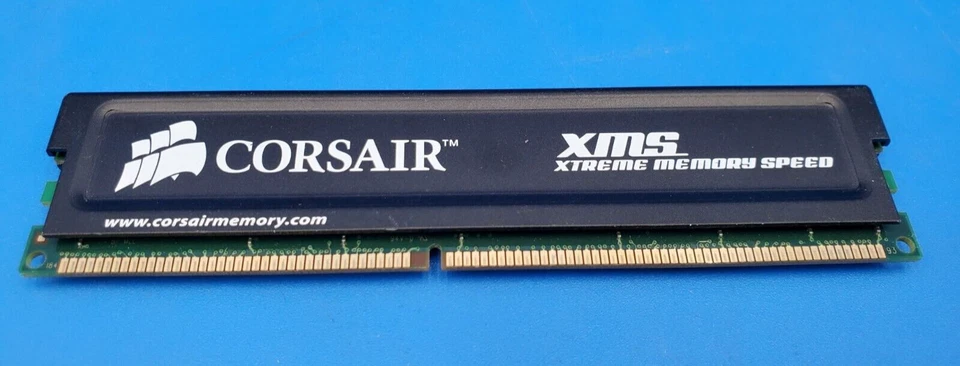 CORSAIR™
XMS
XTREME MEMORY SPEED
www.corsairmemory.com